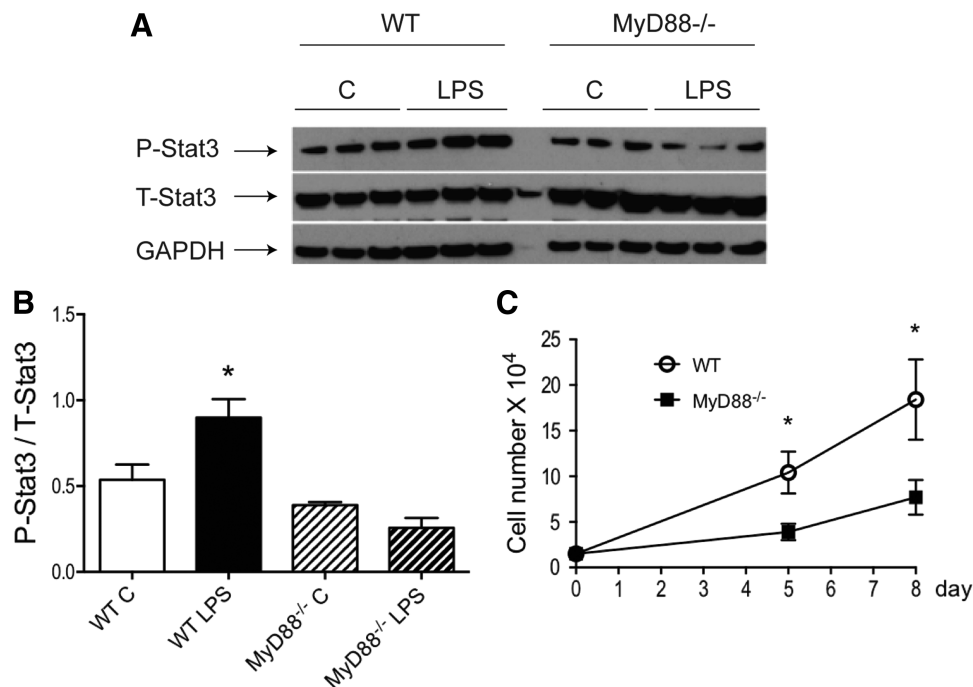 A
WT MyD88-/-
C LPS C LPS
P-Stat3
T-Stat3
GAPDH
B
P-Stat3 / T-Stat3
1.5
1.0
0.5
0.0
*
WT C
WT LPS
MyD88-/- C
MyD88-/- LPS
C
Cell number X 10⁴
25
20
15
10
5
0
WT
MyD88-/-
*
*
0 1 2 3 4 5 6 7 8 day